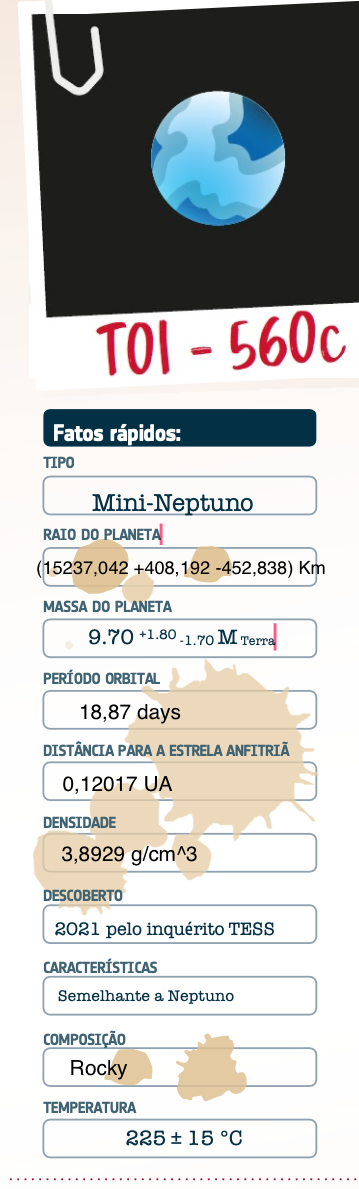 TOI - 560c
Fatos rápidos:
TIPO
Mini-Neptuno
RAIO DO PLANETA
(15237,042 +408,192 -452,838) Km
MASSA DO PLANETA
9.70 +1.80 -1.70 M Terra
PERÍODO ORBITAL
18,87 days
DISTÂNCIA PARA A ESTRELA ANFITRIÃ
0,12017 UA
DENSIDADE
3,8929 g/cm^3
DESCOBERTO
2021 pelo inquérito TESS
CARACTERÍSTICAS
Semelhante a Neptuno
COMPOSIÇÃO
Rocky
TEMPERATURA
225 ± 15 °C